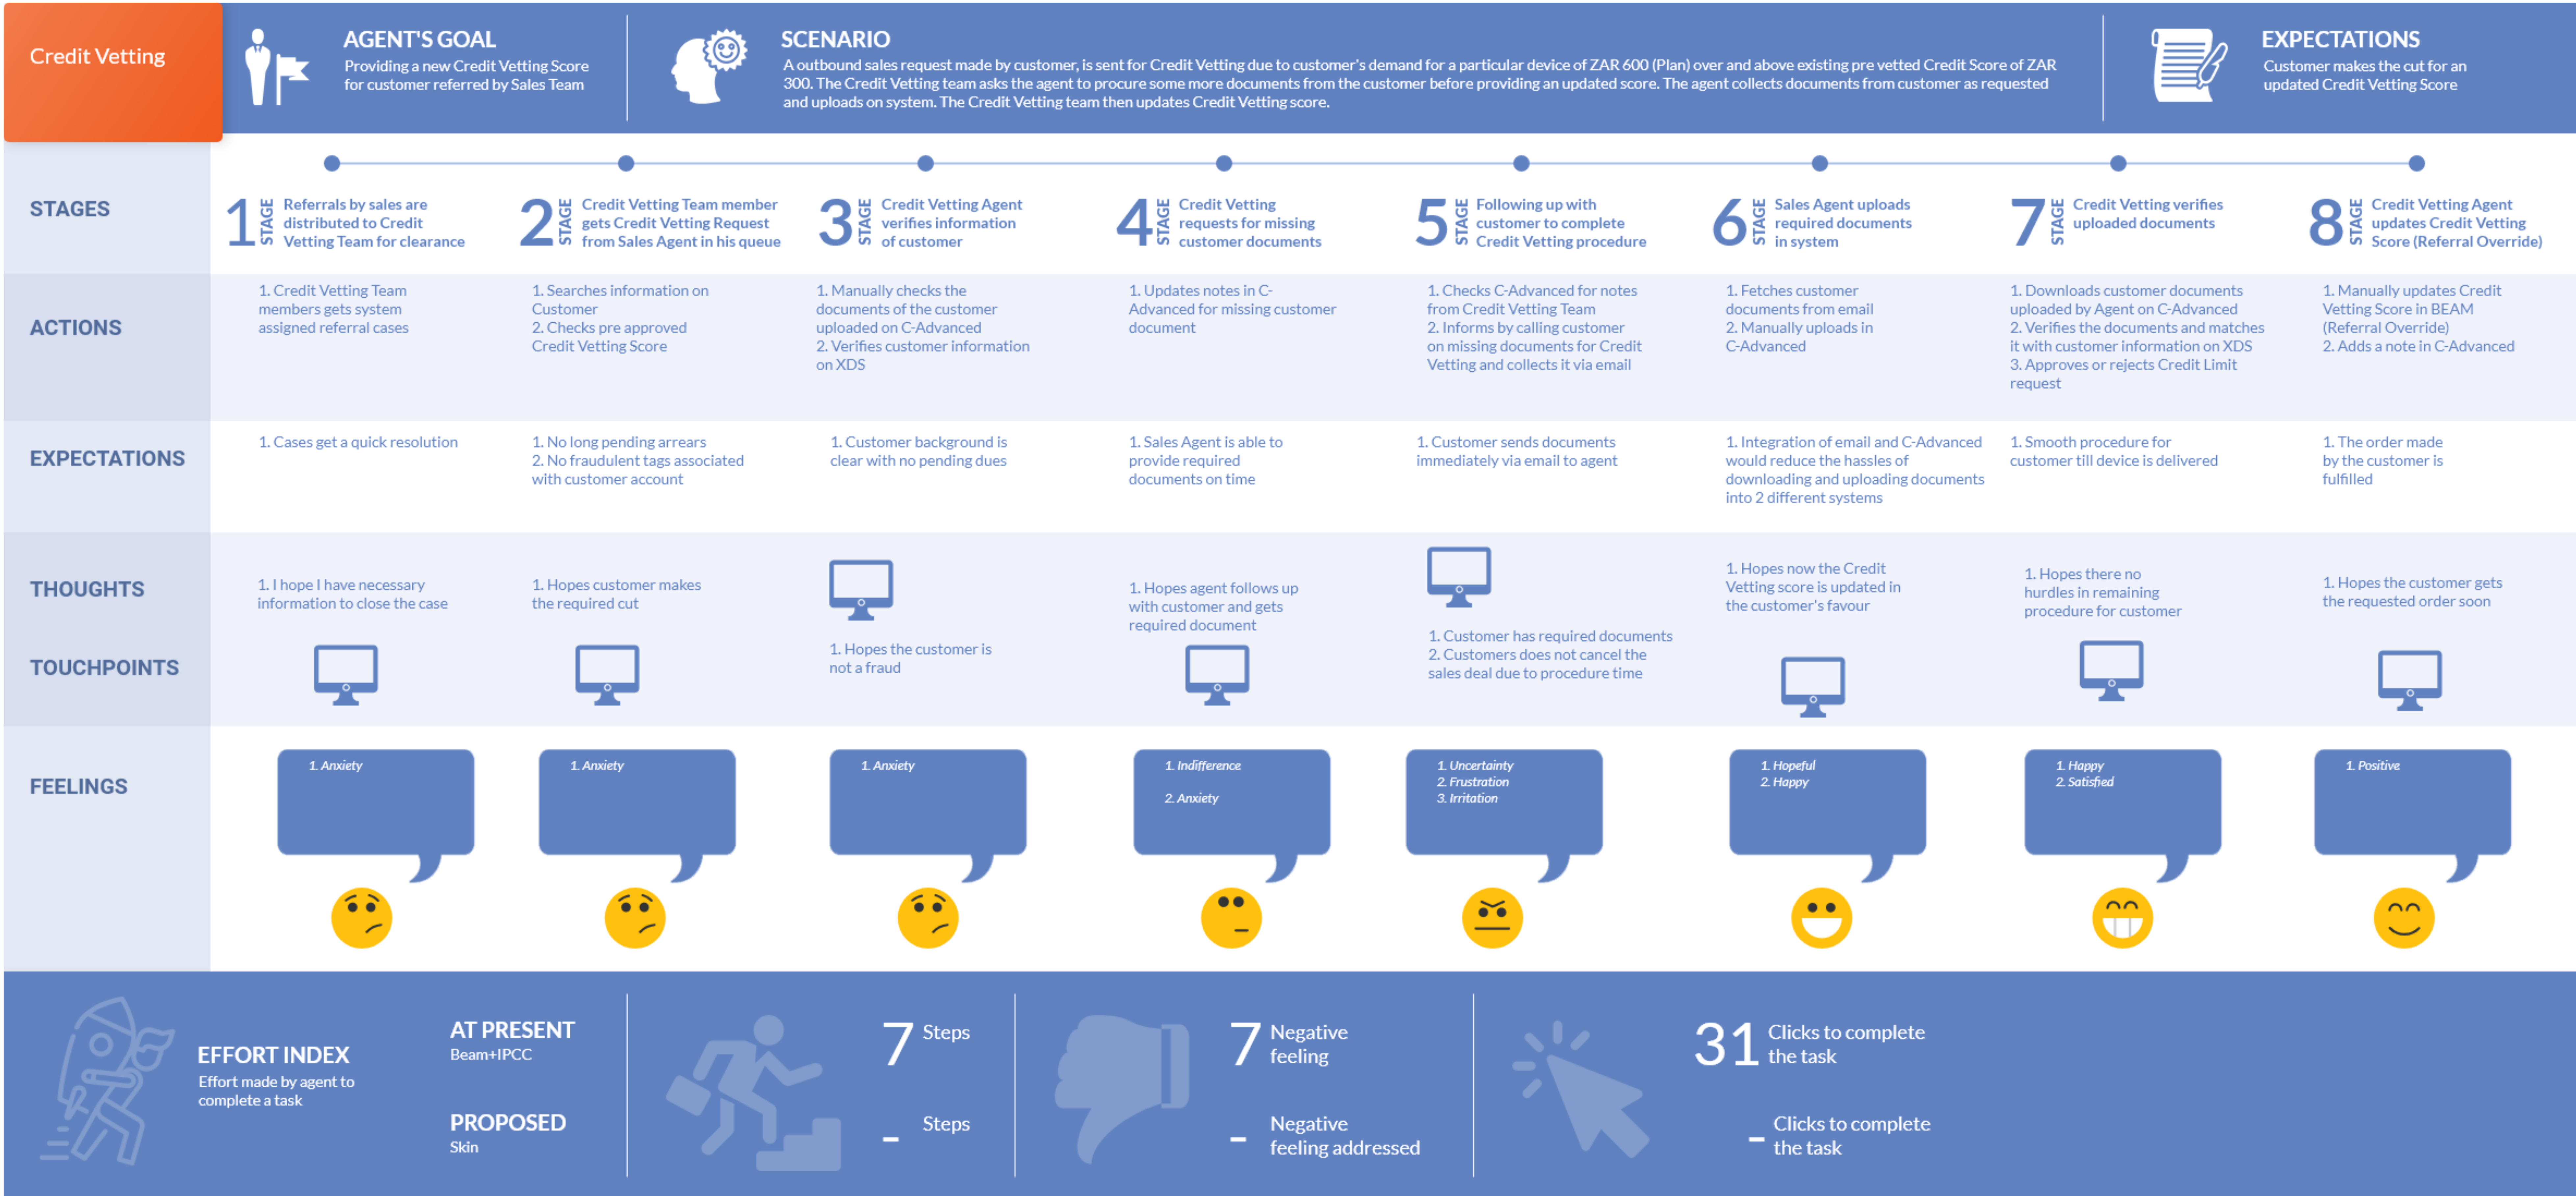 Credit Vetting
AGENT'S GOAL
Providing a new Credit Vetting Score
for customer referred by Sales Team
SCENARIO
A outbound sales request made by customer, is sent for Credit Vetting due to customer's demand for a particular device of ZAR 600 (Plan) over and above existing pre vetted Credit Score of ZAR
300. The Credit Vetting team asks the agent to procure some more documents from the customer before providing an updated score. The agent collects documents from customer as requested
and uploads on system. The Credit Vetting team then updates Credit Vetting score.
EXPECTATIONS
Customer makes the cut for an
updated Credit Vetting Score
STAGES
1 STAGE
Referrals by sales are
distributed to Credit
Vetting Team for clearance
2 STAGE
Credit Vetting Team member
gets Credit Vetting Request
from Sales Agent in his queue
3 STAGE
Credit Vetting Agent
verifies information
of customer
4 STAGE
Credit Vetting
requests for missing
customer documents
5 STAGE
Following up with
customer to complete
Credit Vetting procedure
6 STAGE
Sales Agent uploads
required documents
in system
7 STAGE
Credit Vetting verifies
uploaded documents
8 STAGE
Credit Vetting Agent
updates Credit Vetting
Score (Referral Override)
ACTIONS
1. Credit Vetting Team
members gets system
assigned referral cases
1. Searches information on
Customer
2. Checks pre approved
Credit Vetting Score
1. Manually checks the
documents of the customer
uploaded on C-Advanced
2. Verifies customer information
on XDS
1. Updates notes in C-
Advanced for missing customer
document
1. Checks C-Advanced for notes
from Credit Vetting Team
2. Informs by calling customer
on missing documents for Credit
Vetting and collects it via email
1. Fetches customer
documents from email
2. Manually uploads in
C-Advanced
1. Downloads customer documents
uploaded by Agent on C-Advanced
2. Verifies the documents and matches
it with customer information on XDS
3. Approves or rejects Credit Limit
request
1. Manually updates Credit
Vetting Score in BEAM
(Referral Override)
2. Adds a note in C-Advanced
EXPECTATIONS
1. Cases get a quick resolution
1. No long pending arrears
2. No fraudulent tags associated
with customer account
1. Customer background is
clear with no pending dues
1. Sales Agent is able to
provide required
documents on time
1. Customer sends documents
immediately via email to agent
1. Integration of email and C-Advanced
would reduce the hassles of
downloading and uploading documents
into 2 different systems
1. Smooth procedure for
customer till device is delivered
1. The order made
by the customer is
fulfilled
THOUGHTS
TOUCHPOINTS
1. I hope I have necessary
information to close the case
1. Hopes customer makes
the required cut
1. Hopes the customer is
not a fraud
1. Hopes agent follows up
with customer and gets
required document
1. Customer has required documents
2. Customers does not cancel the
sales deal due to procedure time
1. Hopes now the Credit
Vetting score is updated in
the customer's favour
1. Hopes there no
hurdles in remaining
procedure for customer
1. Hopes the customer gets
the requested order soon
FEELINGS
1. Anxiety
1. Anxiety
1. Anxiety
1. Indifference
2. Anxiety
1. Uncertainty
2. Frustration
3. Irritation
1. Hopeful
2. Happy
1. Happy
2. Satisfied
1. Positive
EFFORT INDEX
Effort made by agent to
complete a task
AT PRESENT
Beam+IPCC
7 Steps
7 Negative
feeling
31 Clicks to complete
the task
PROPOSED
Skin
- Steps
- Negative
feeling addressed
- Clicks to complete
the task